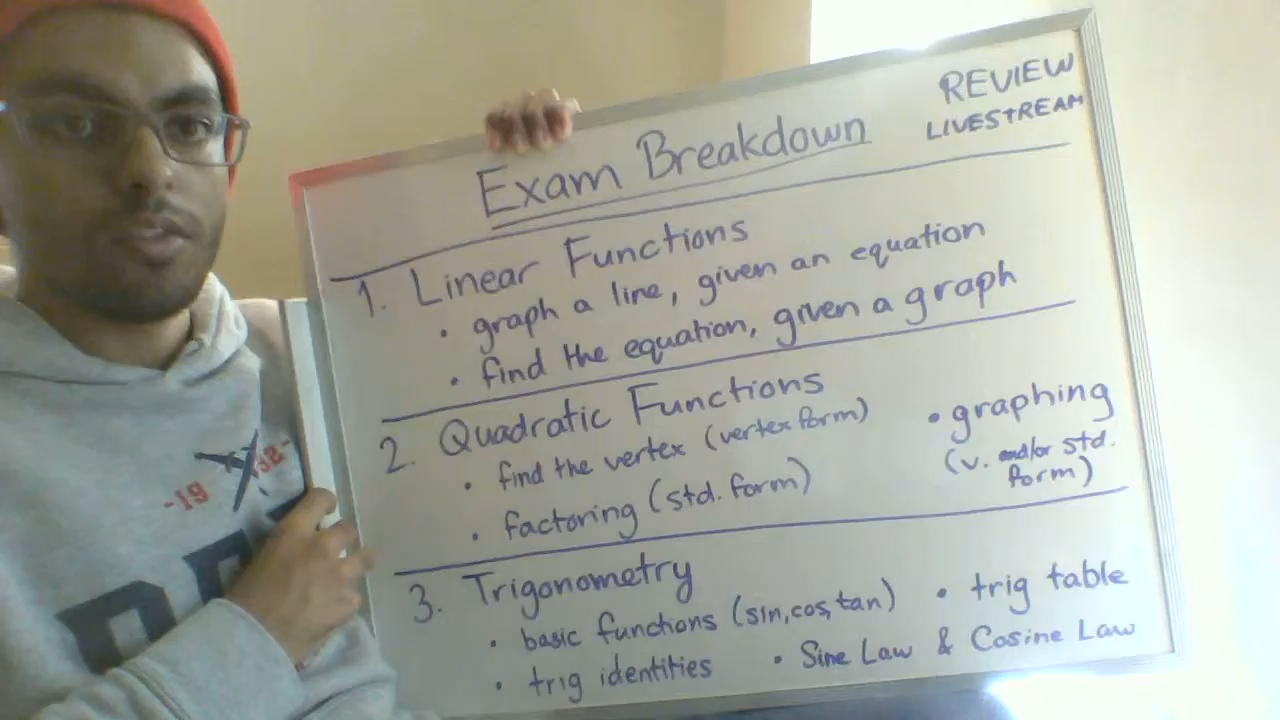 REVIEW
LIVESTREAM
Exam Breakdown
1. Linear Functions
• graph a line, given an equation
• find the equation, given a graph
2. Quadratic Functions
• find the vertex (vertex form)
• factoring (std. form)
• graphing
(v. and/or std.
form)
3. Trigonometry
• basic functions (sin, cos, tan)
• trig table
• trig identities
• Sine Law & Cosine Law
-19